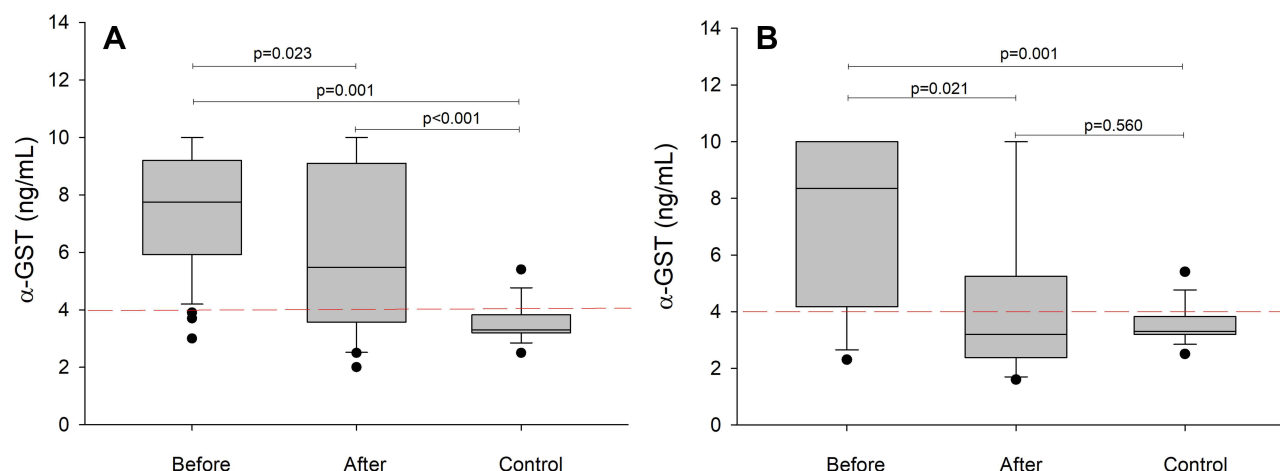 A
14
12
10
8
6
4
2
0
α-GST (ng/mL)
p=0.023
p=0.001
p<0.001
Before
After
Control
B
14
12
10
8
6
4
2
0
α-GST (ng/mL)
p=0.001
p=0.021
p=0.560
Before
After
Control